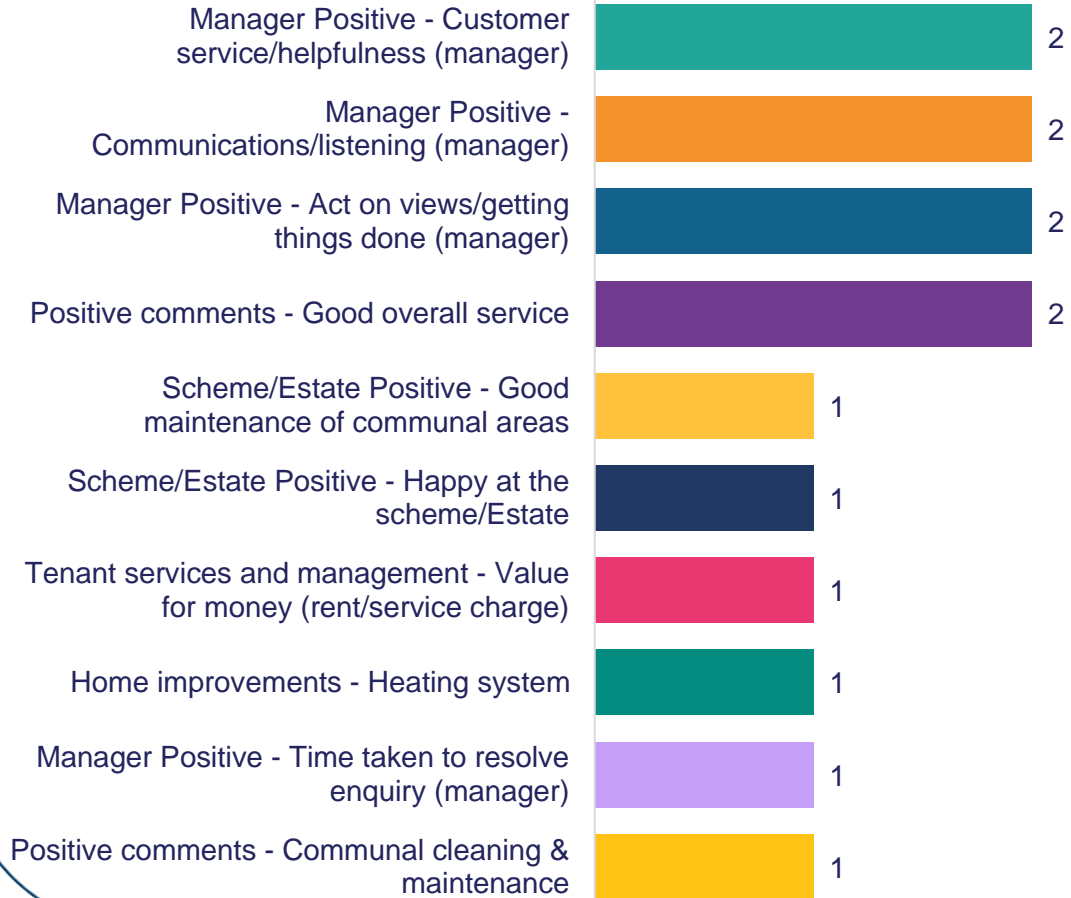 Manager Positive - Customer
service/helpfulness (manager)
2
Manager Positive -
Communications/listening (manager)
2
Manager Positive - Act on views/getting
things done (manager)
2
Positive comments - Good overall service
2
Scheme/Estate Positive - Good
maintenance of communal areas
1
Scheme/Estate Positive - Happy at the
scheme/Estate
1
Tenant services and management - Value
for money (rent/service charge)
1
Home improvements - Heating system
1
Manager Positive - Time taken to resolve
enquiry (manager)
1
Positive comments - Communal cleaning &
maintenance
1